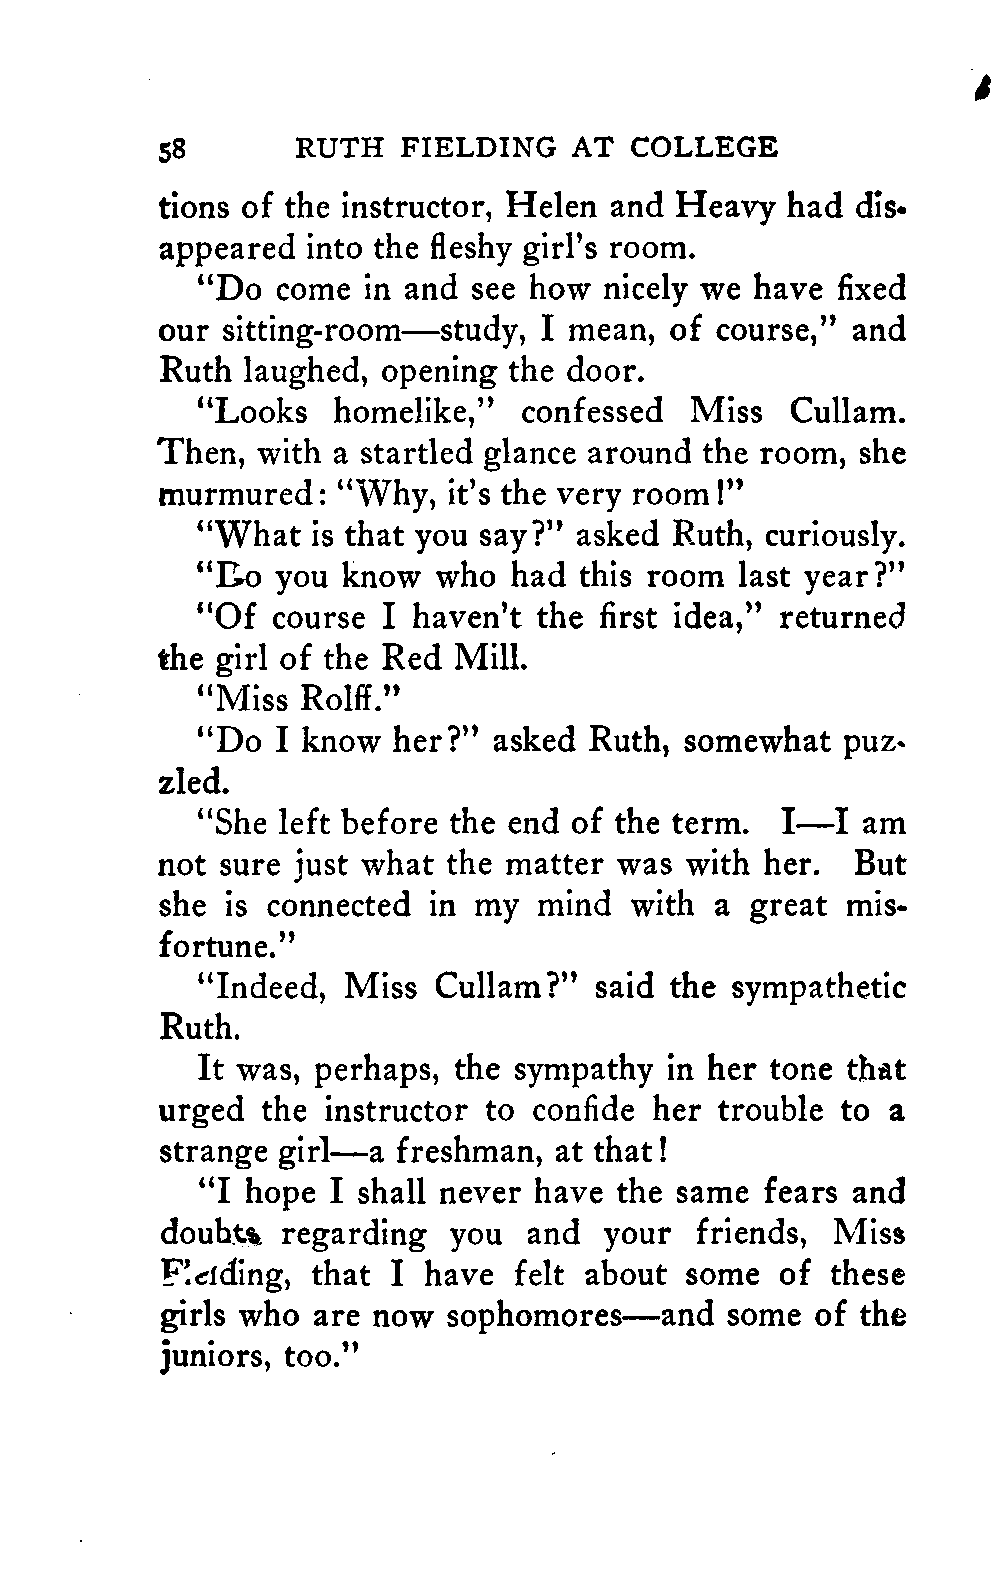 58 RUTH FIELDING AT COLLEGE
tions of the instructor, Helen and Heavy had dis-
appeared into the fleshy girl's room.
"Do come in and see how nicely we have fixed
our sitting-room—study, I mean, of course," and
Ruth laughed, opening the door.
"Looks homelike," confessed Miss Cullam.
Then, with a startled glance around the room, she
murmured: "Why, it's the very room!"
"What is that you say?" asked Ruth, curiously.
"Do you know who had this room last year?"
"Of course I haven't the first idea," returned
the girl of the Red Mill.
"Miss Rolff."
"Do I know her?" asked Ruth, somewhat puz-
zled.
"She left before the end of the term. I—I am
not sure just what the matter was with her. But
she is connected in my mind with a great mis-
fortune."
"Indeed, Miss Cullam?" said the sympathetic
Ruth.
It was, perhaps, the sympathy in her tone that
urged the instructor to confide her trouble to a
strange girl—a freshman, at that!
"I hope I shall never have the same fears and
doubts regarding you and your friends, Miss
Fielding, that I have felt about some of these
girls who are now sophomores—and some of the
juniors, too."